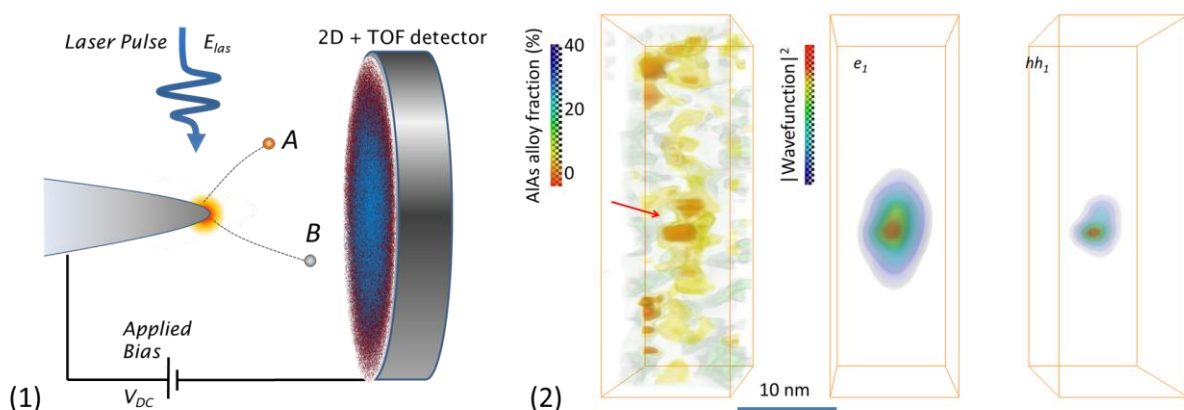 Laser Pulse
E_las
2D + TOF detector
A
B
Applied
Bias
V_DC
(1)
AlAs alloy fraction (%)
40
20
0
|Wavefunction|²
e_1
hh_1
10 nm
(2)